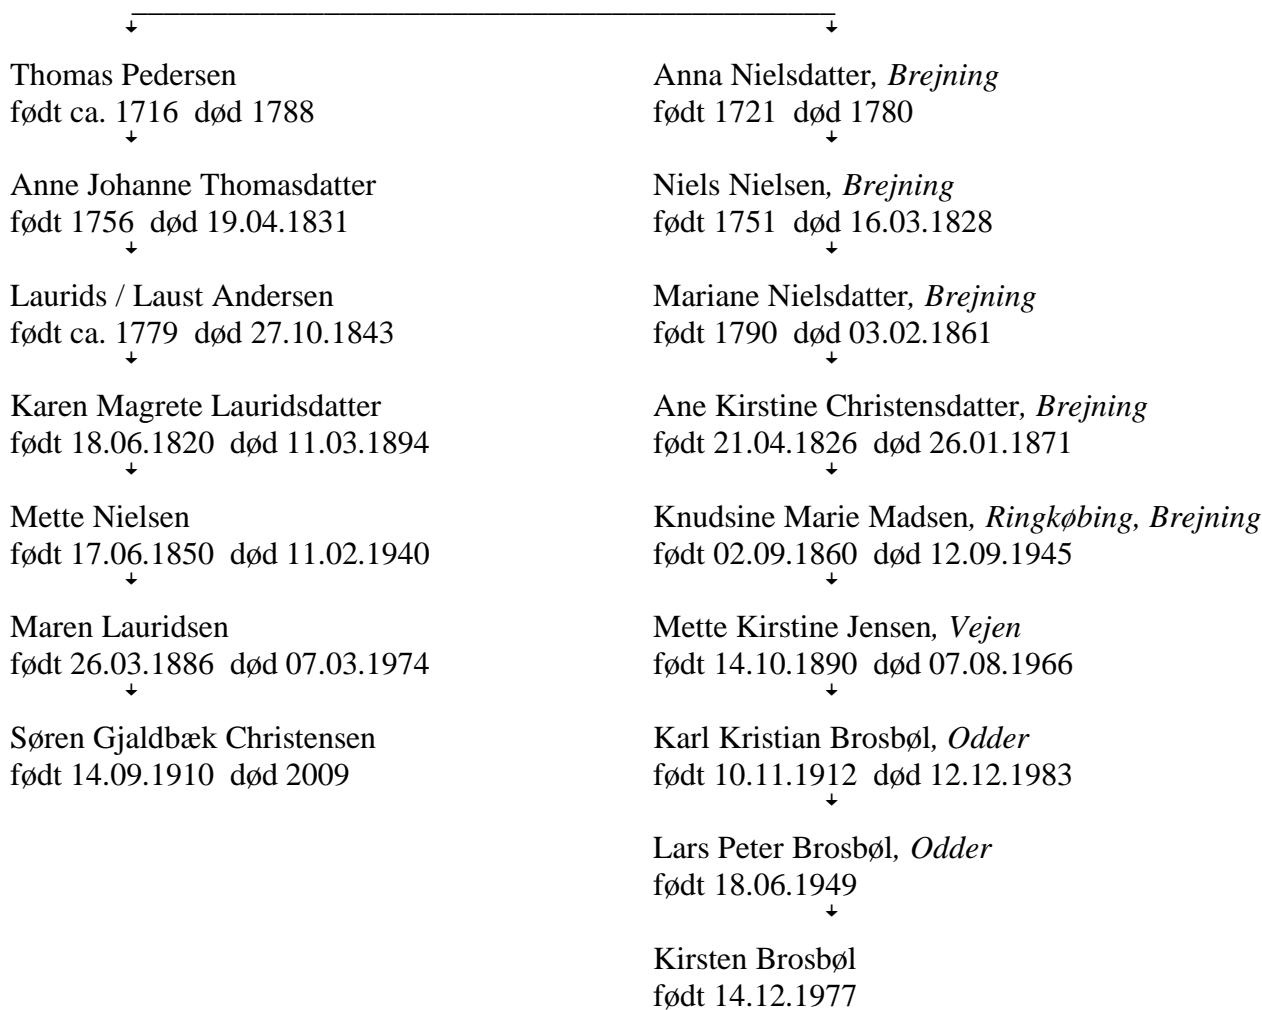 Thomas Pedersen
født ca. 1716 død 1788
Anne Johanne Thomasdatter
født 1756 død 19.04.1831
Laurids / Laust Andersen
født ca. 1779 død 27.10.1843
Karen Magrete Lauridsdatter
født 18.06.1820 død 11.03.1894
Mette Nielsen
født 17.06.1850 død 11.02.1940
Maren Lauridsen
født 26.03.1886 død 07.03.1974
Søren Gjaldbæk Christensen
født 14.09.1910 død 2009
Anna Nielsdatter, Brejning
født 1721 død 1780
Niels Nielsen, Brejning
født 1751 død 16.03.1828
Mariane Nielsdatter, Brejning
født 1790 død 03.02.1861
Ane Kirstine Christensdatter, Brejning
født 21.04.1826 død 26.01.1871
Knudsine Marie Madsen, Ringkøbing, Brejning
født 02.09.1860 død 12.09.1945
Mette Kirstine Jensen, Vejen
født 14.10.1890 død 07.08.1966
Karl Kristian Brosbøl, Odder
født 10.11.1912 død 12.12.1983
Lars Peter Brosbøl, Odder
født 18.06.1949
Kirsten Brosbøl
født 14.12.1977